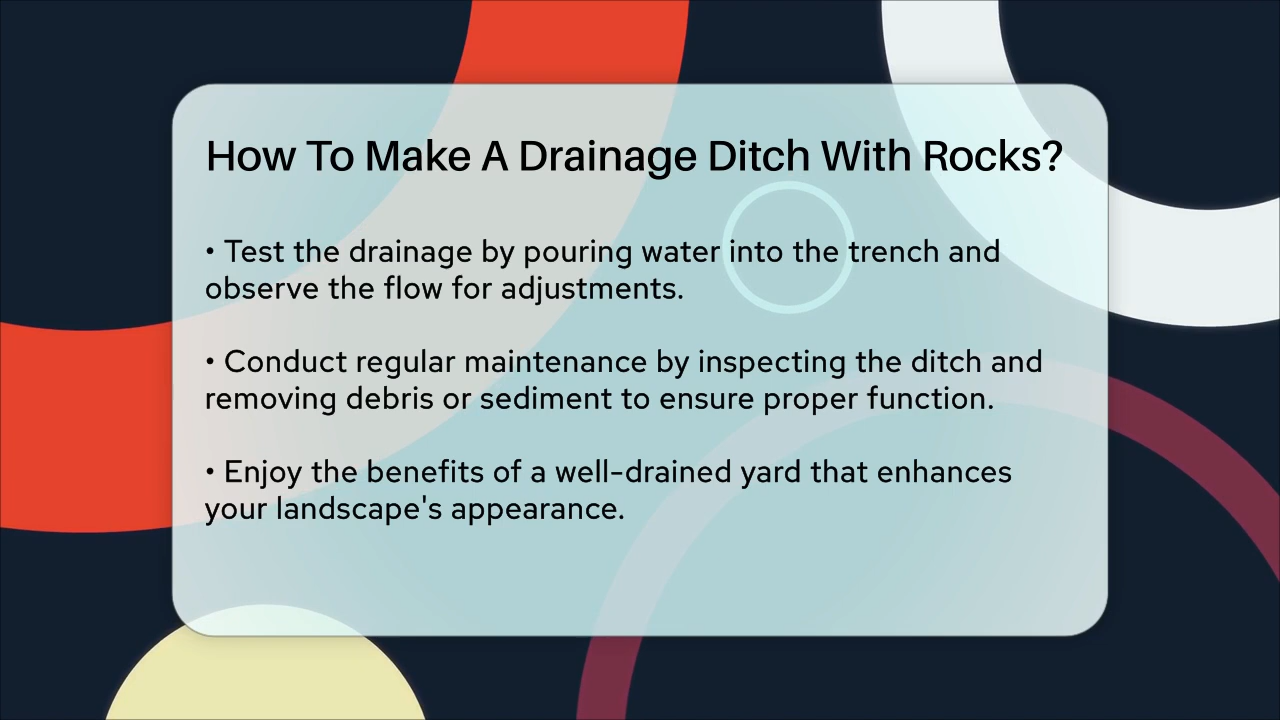 How To Make A Drainage Ditch With Rocks?
• Test the drainage by pouring water into the trench and
observe the flow for adjustments.
• Conduct regular maintenance by inspecting the ditch and
removing debris or sediment to ensure proper function.
• Enjoy the benefits of a well-drained yard that enhances
your landscape's appearance.